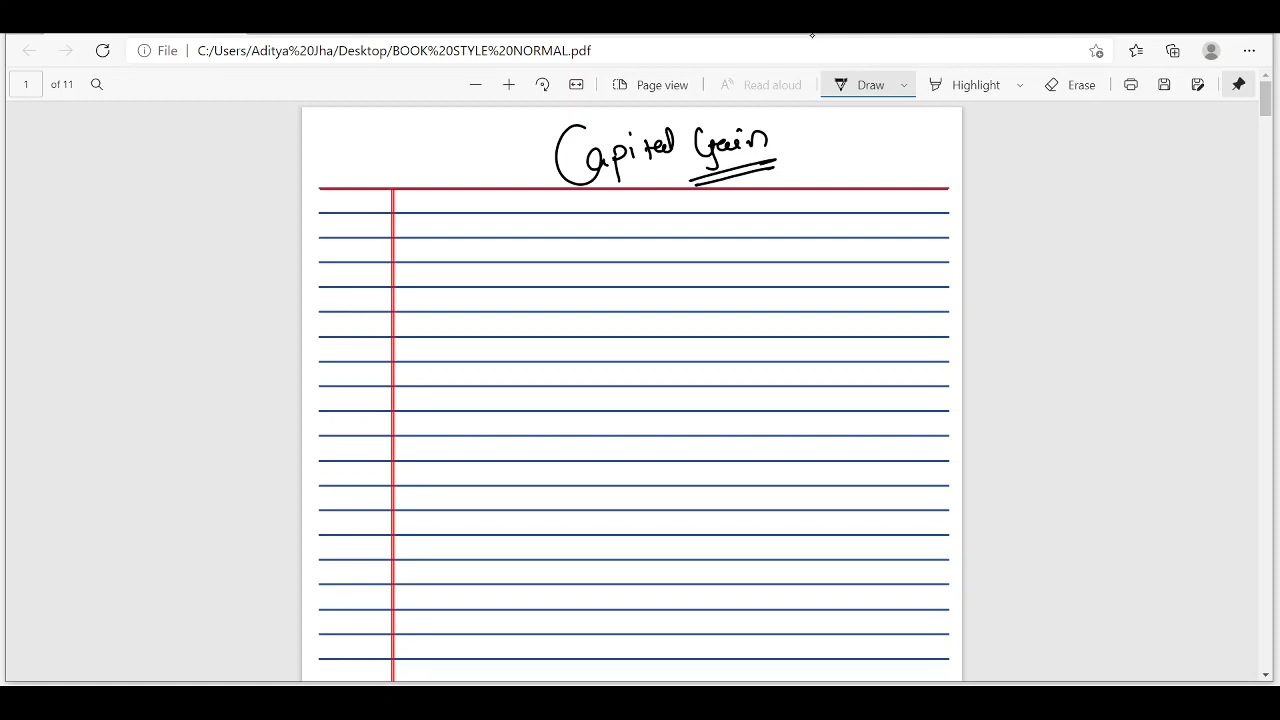 File C:/Users/Aditya%20Jha/Desktop/BOOK%20STYLE%20NORMAL.pdf
1 of 11 Page view Read aloud Draw Highlight Erase
Capital Gain